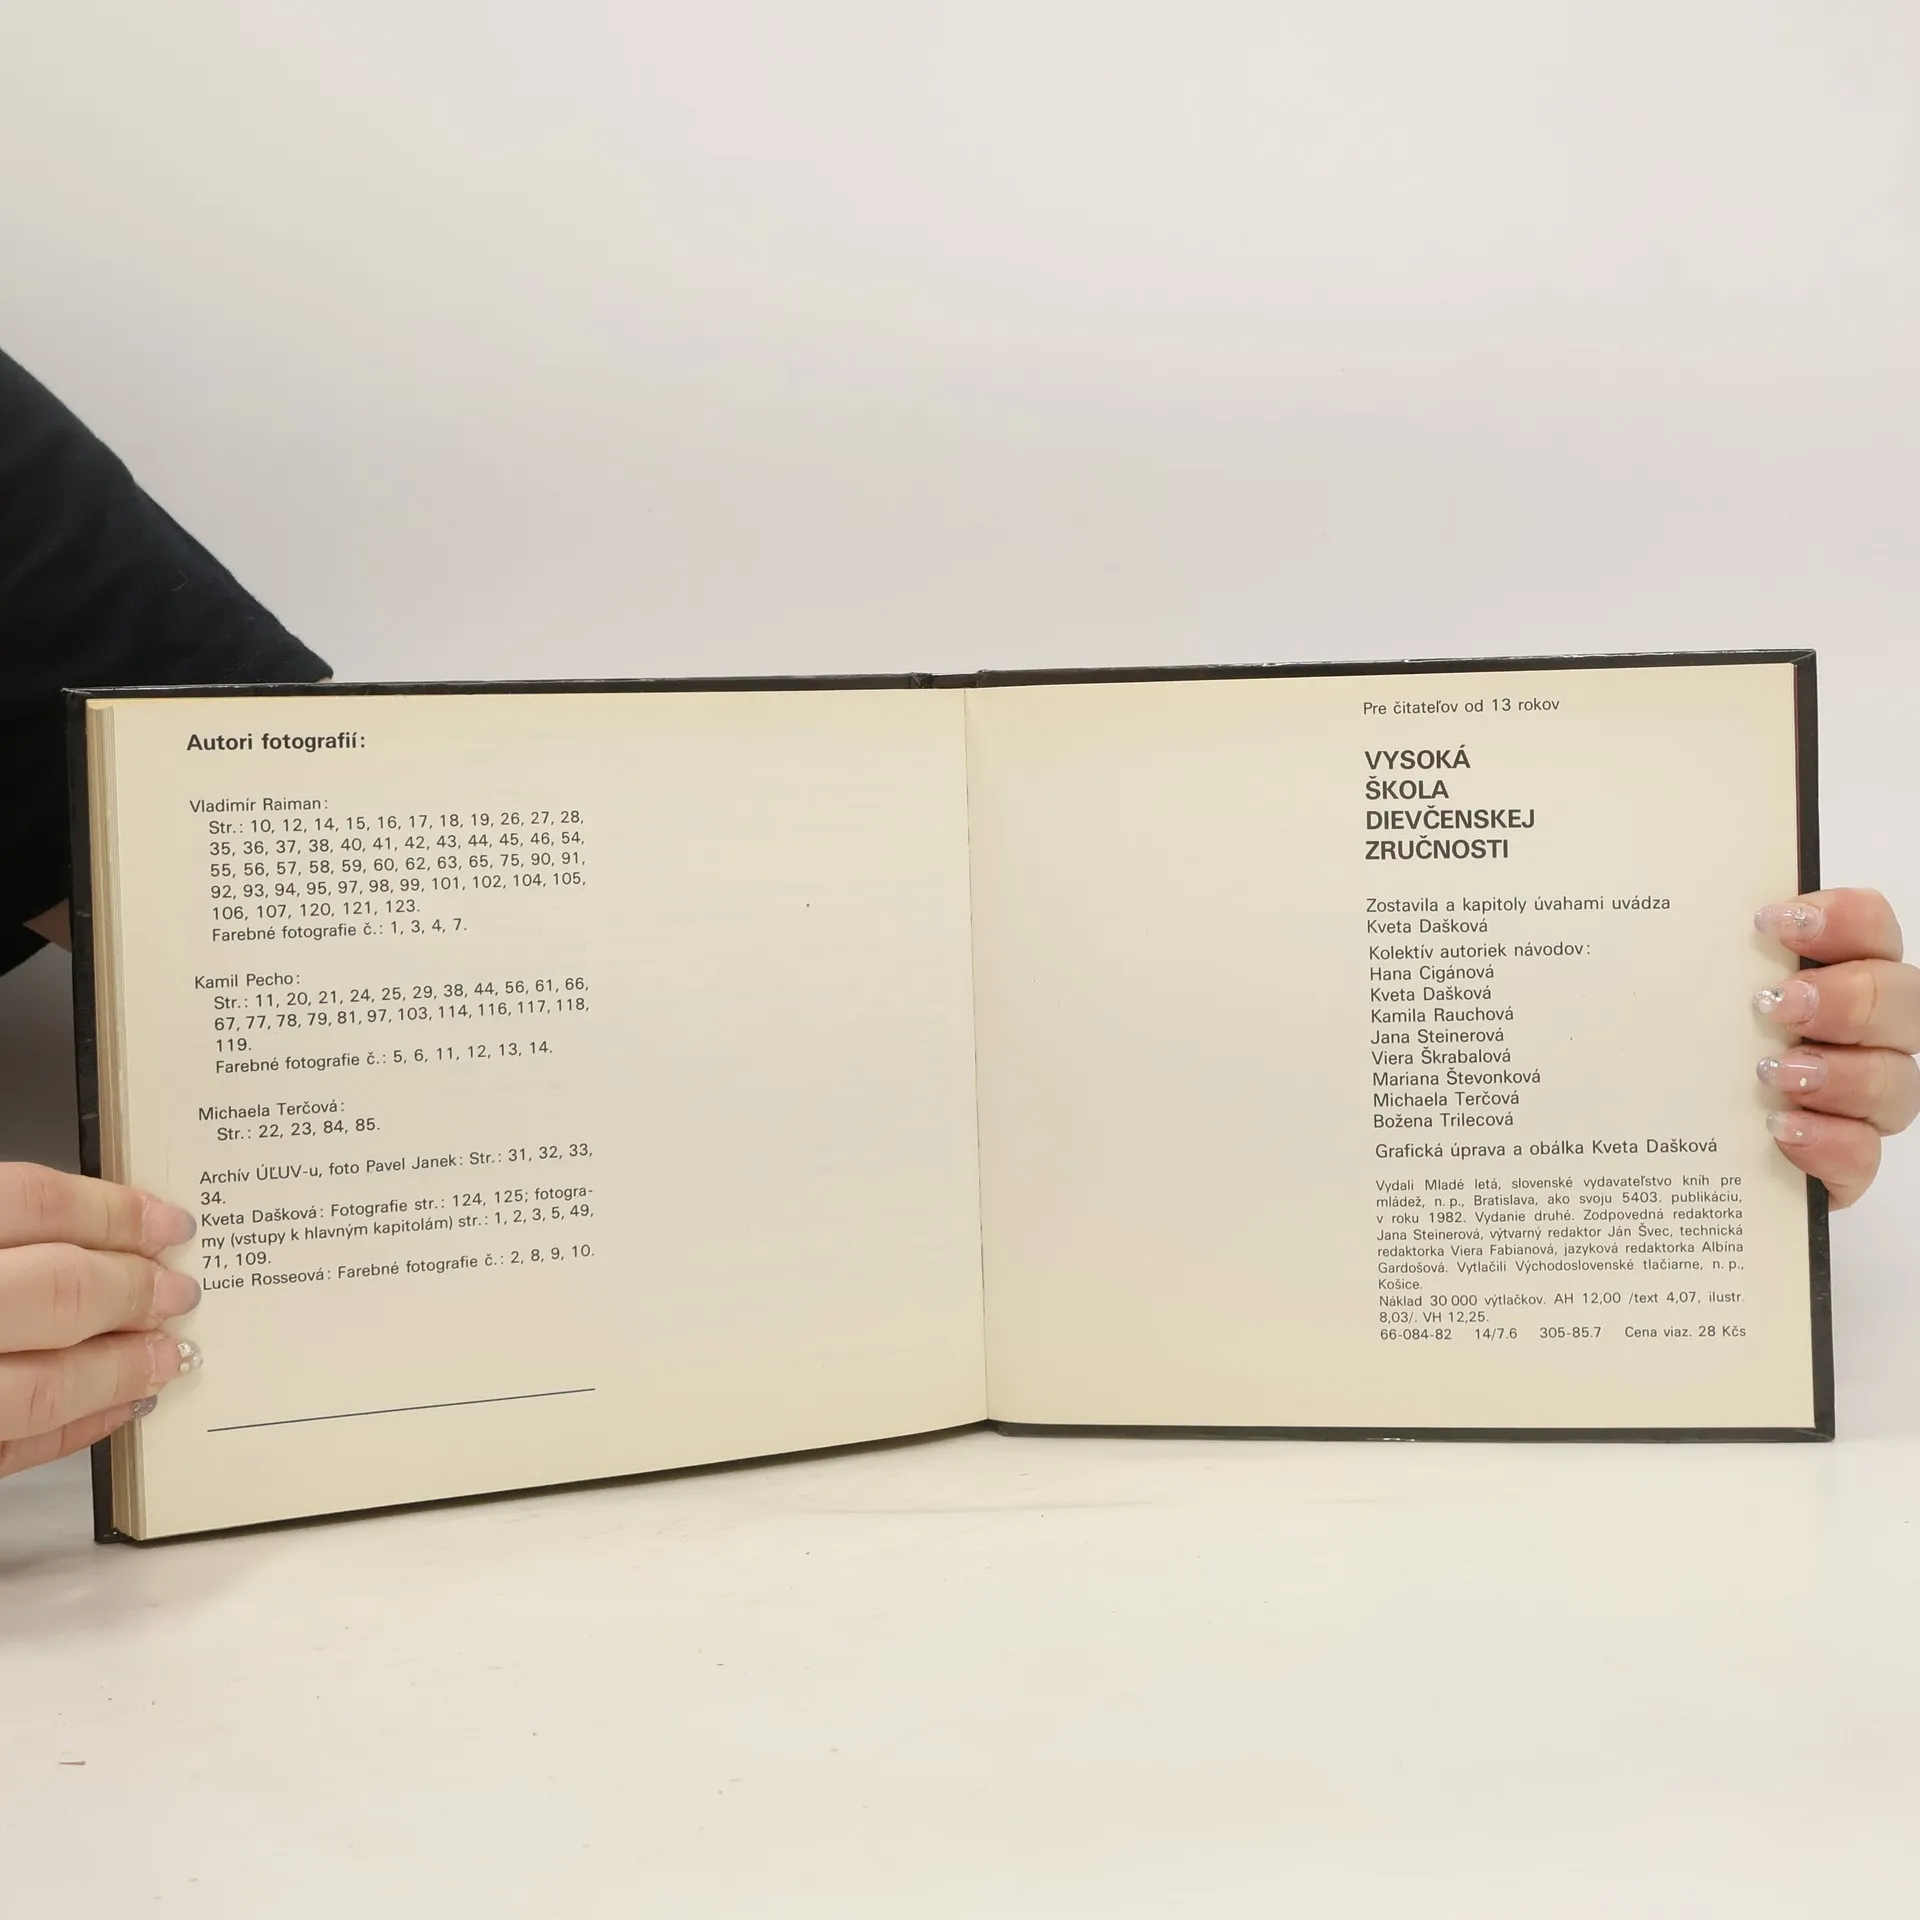 Autori fotografií:
Vladimír Raiman:
Str.: 10, 12, 14, 15, 16, 17, 18, 19, 26, 27, 28,
35, 36, 37, 38, 40, 41, 42, 43, 44, 45, 46, 54,
55, 56, 57, 58, 59, 60, 62, 63, 65, 75, 90, 91,
92, 93, 94, 95, 97, 98, 99, 101, 102, 104, 105,
106, 107, 120, 121, 123.
Farebné fotografie č.: 1, 3, 4, 7.
Kamil Pecho:
Str.: 11, 20, 21, 24, 25, 29, 38, 44, 56, 61, 66,
67, 77, 78, 79, 81, 97, 103, 114, 116, 117, 118,
119.
Farebné fotografie č.: 5, 6, 11, 12, 13, 14.
Michaela Terčová:
Str.: 22, 23, 84, 85.
Archív ÚĽUV-u, foto Pavel Janek: Str.: 31, 32, 33,
34.
Kveta Dašková: Fotografie str.: 124, 125; fotogra-
my (vstupy k hlavným kapitolám) str.: 1, 2, 3, 5, 49,
71, 109.
Lucie Rosseová: Farebné fotografie č.: 2, 8, 9, 10.
Pre čitateľov od 13 rokov
VYSOKÁ
ŠKOLA
DIEVČENSKEJ
ZRUČNOSTI
Zostavila a kapitoly úvahami uvádza
Kveta Dašková
Kolektív autoriek návodov:
Hana Cigánová
Kveta Dašková
Kamila Rauchová
Jana Steinerová
Viera Škrabalová
Mariana Števonková
Michaela Terčová
Božena Trilecová
Grafická úprava a obálka Kveta Dašková
Vydali Mladé letá, slovenské vydavateľstvo kníh pre
mládež, n. p., Bratislava, ako svoju 5403. publikáciu,
v roku 1982. Vydanie druhé. Zodpovedná redaktorka
Jana Steinerová, výtvarný redaktor Ján Švec, technická
redaktorka Viera Fabianová, jazyková redaktorka Albína
Gardošová. Vytlačili Východoslovenské tlačiarne, n. p.,
Košice.
Náklad 30 000 výtlačkov. AH 12,00 /text 4,07, ilustr.
8,03/. VH 12,25.
66-084-82 14/7.6 305-85.7 Cena viaz. 28 Kčs